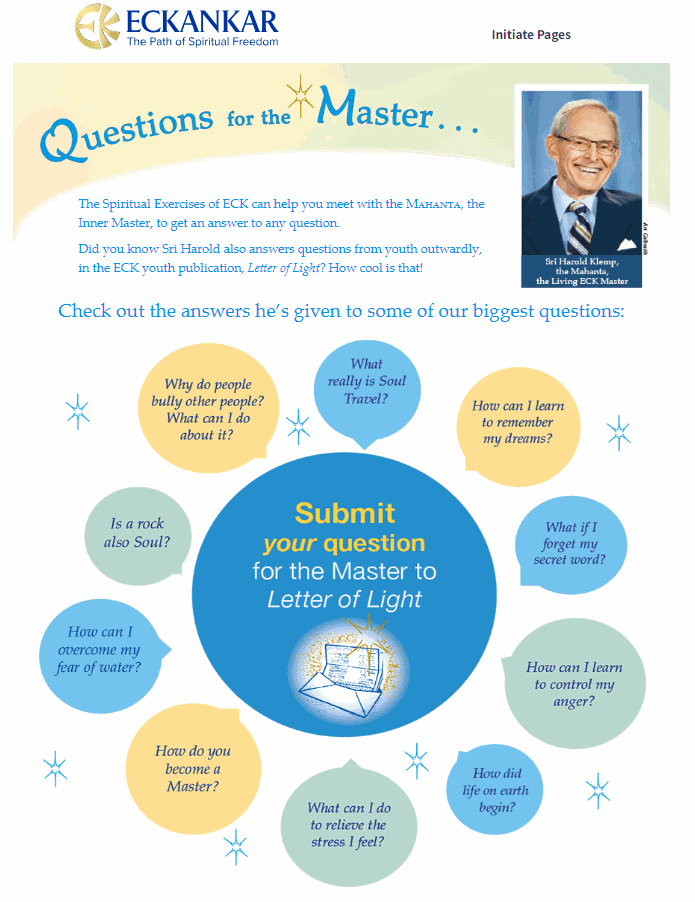 ECKANKAR
The Path of Spiritual Freedom
Initiate Pages
Questions for the Master...
The Spiritual Exercises of ECK can help you meet with the MAHANTA, the
Inner Master, to get an answer to any question.
Did you know Sri Harold also answers questions from youth outwardly,
in the ECK youth publication, Letter of Light? How cool is that!
Art Galbraith
Sri Harold Klemp,
the Mahanta,
the Living ECK Master
Check out the answers he's given to some of our biggest questions:
Why do people
bully other people?
What can I do
about it?
What
really is Soul
Travel?
How can I learn
to remember
my dreams?
Is a rock
also Soul?
Submit
your question
for the Master to
Letter of Light
What if I
forget my
secret word?
How can I
overcome my
fear of water?
How can I learn
to control my
anger?
How do you
become a
Master?
What can I do
to relieve the
stress I feel?
How did
life on earth
begin?